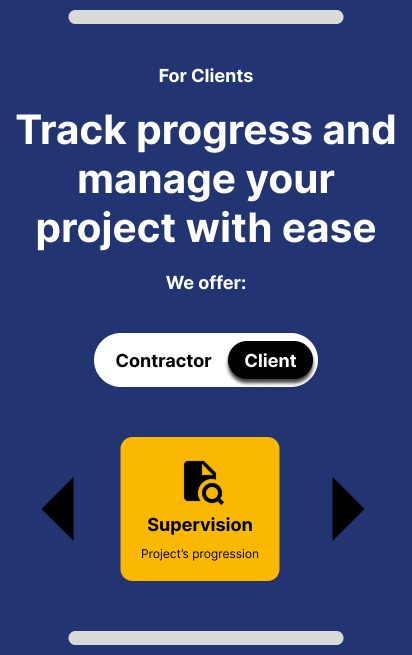 For Clients
Track progress and
manage your
project with ease
We offer:
Contractor Client
Supervision
Project's progression